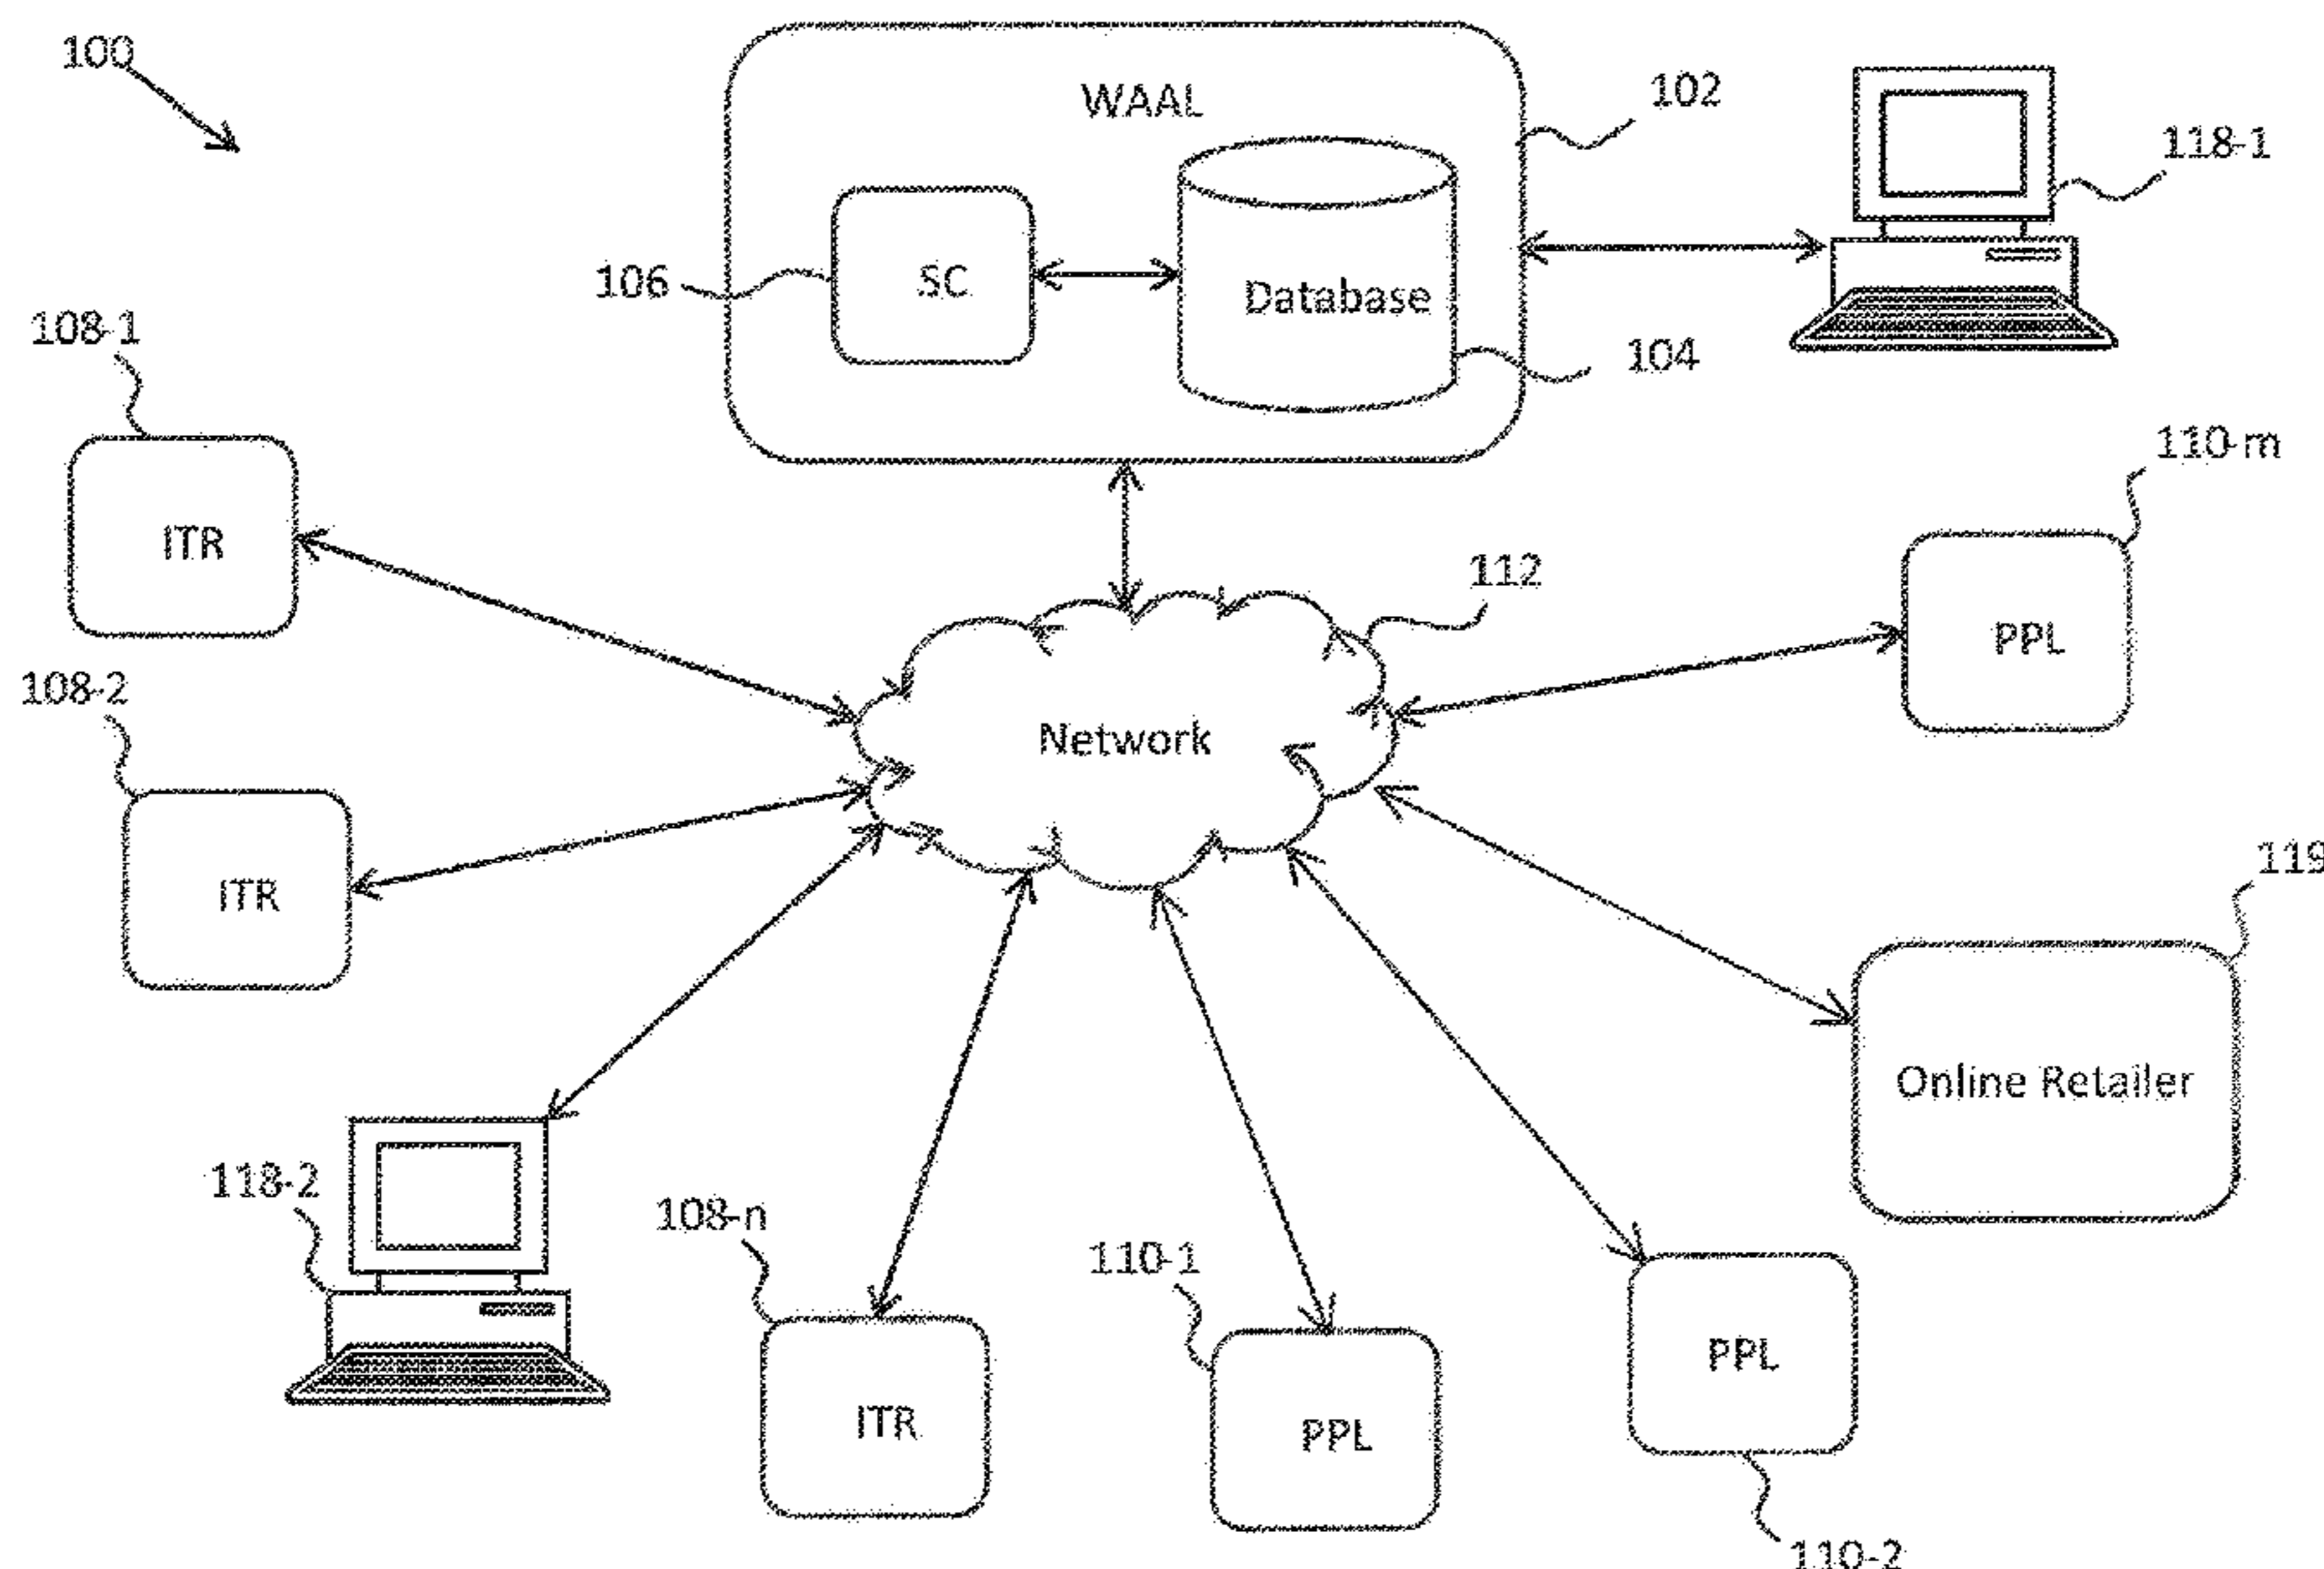 100
WAAL
102
118-1
106
SC
Database
104
108-1
110-m
ITR
112
PPL
108-2
Network
119
ITR
Online Retailer
118-2
108-n
110-1
PPL
ITR
PPL
110-2